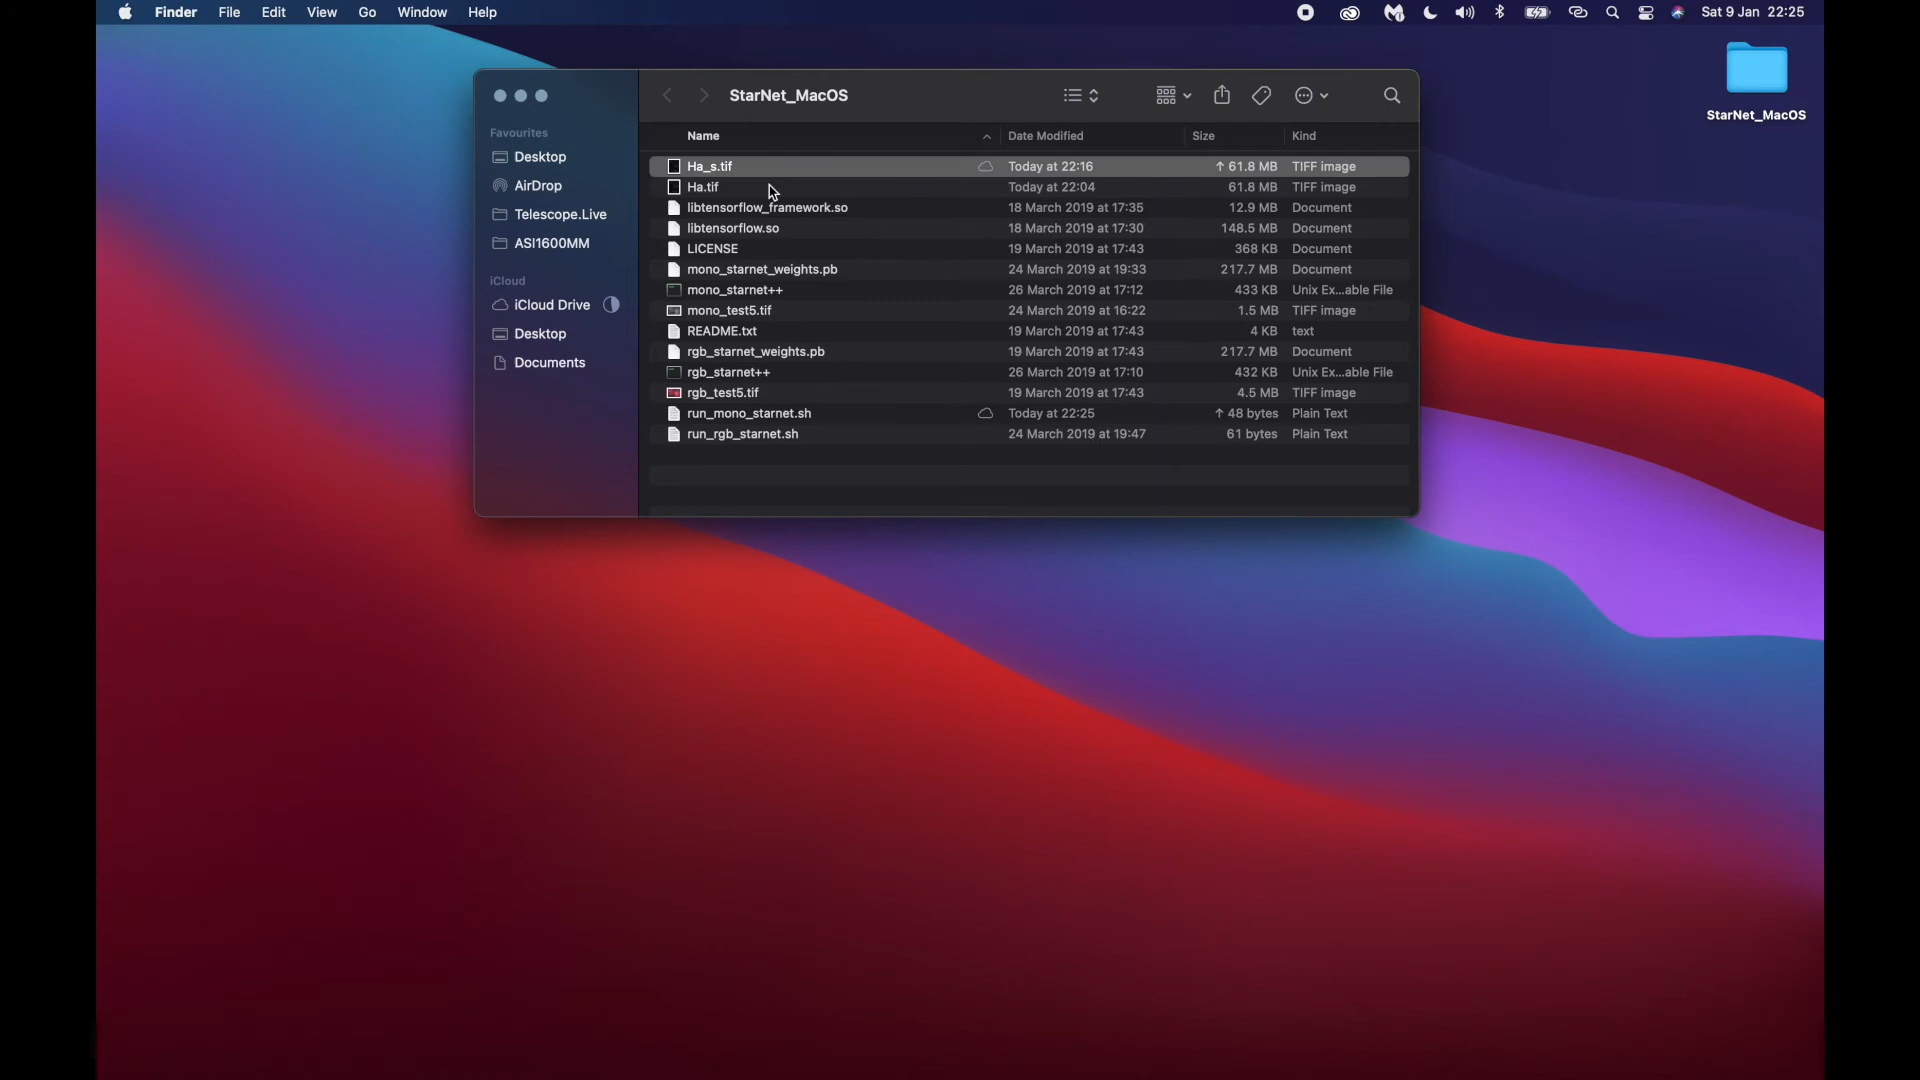 Finder File Edit View Go Window Help Sat 9 Jan 22:25
StarNet_MacOS
StarNet_MacOS
Favourites
Desktop
AirDrop
Telescope.Live
ASI1600MM
iCloud
iCloud Drive
Desktop
Documents
Name Date Modified Size Kind
Ha_s.tif Today at 22:16 ↑ 61.8 MB TIFF image
Ha.tif Today at 22:04 61.8 MB TIFF image
libtensorflow_framework.so 18 March 2019 at 17:35 12.9 MB Document
libtensorflow.so 18 March 2019 at 17:30 148.5 MB Document
LICENSE 19 March 2019 at 17:43 368 KB Document
mono_starnet_weights.pb 24 March 2019 at 19:33 217.7 MB Document
mono_starnet++ 26 March 2019 at 17:12 433 KB Unix Ex...able File
mono_test5.tif 24 March 2019 at 16:22 1.5 MB TIFF image
README.txt 19 March 2019 at 17:43 4 KB text
rgb_starnet_weights.pb 19 March 2019 at 17:43 217.7 MB Document
rgb_starnet++ 26 March 2019 at 17:10 432 KB Unix Ex...able File
rgb_test5.tif 19 March 2019 at 17:43 4.5 MB TIFF image
run_mono_starnet.sh Today at 22:25 ↑ 48 bytes Plain Text
run_rgb_starnet.sh 24 March 2019 at 19:47 61 bytes Plain Text